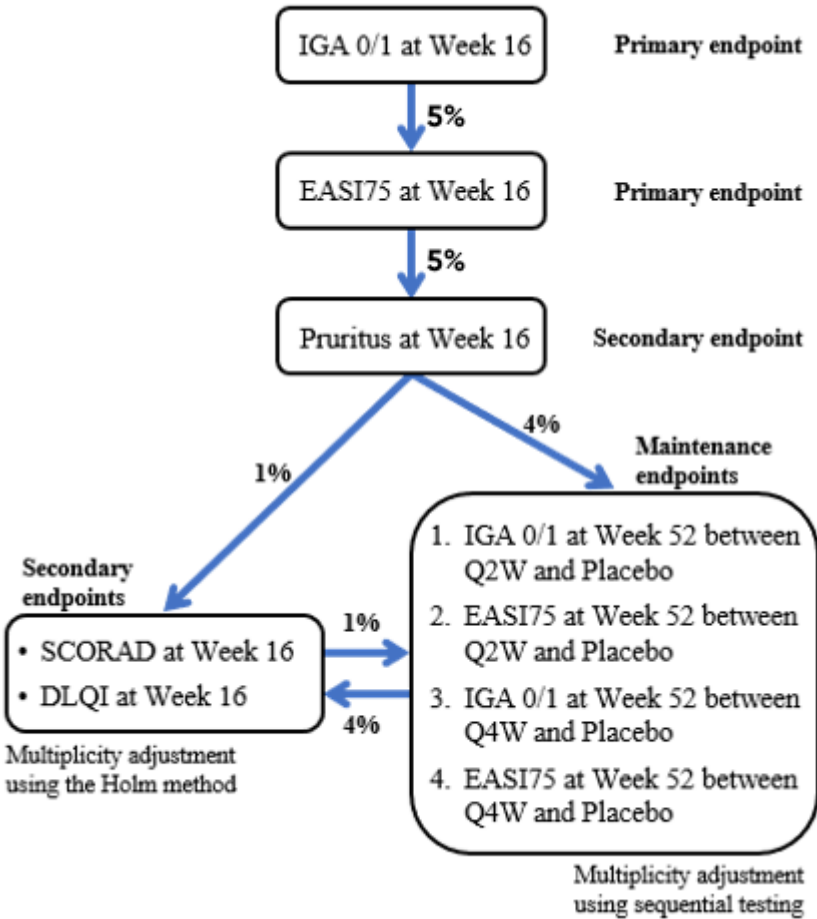 IGA 0/1 at Week 16
Primary endpoint
5%
EASI75 at Week 16
Primary endpoint
5%
Pruritus at Week 16
Secondary endpoint
1%
4%
Maintenance
endpoints
Secondary
endpoints
• SCORAD at Week 16
• DLQI at Week 16
Multiplicity adjustment
using the Holm method
1%
4%
1. IGA 0/1 at Week 52 between
Q2W and Placebo
2. EASI75 at Week 52 between
Q2W and Placebo
3. IGA 0/1 at Week 52 between
Q4W and Placebo
4. EASI75 at Week 52 between
Q4W and Placebo
Multiplicity adjustment
using sequential testing